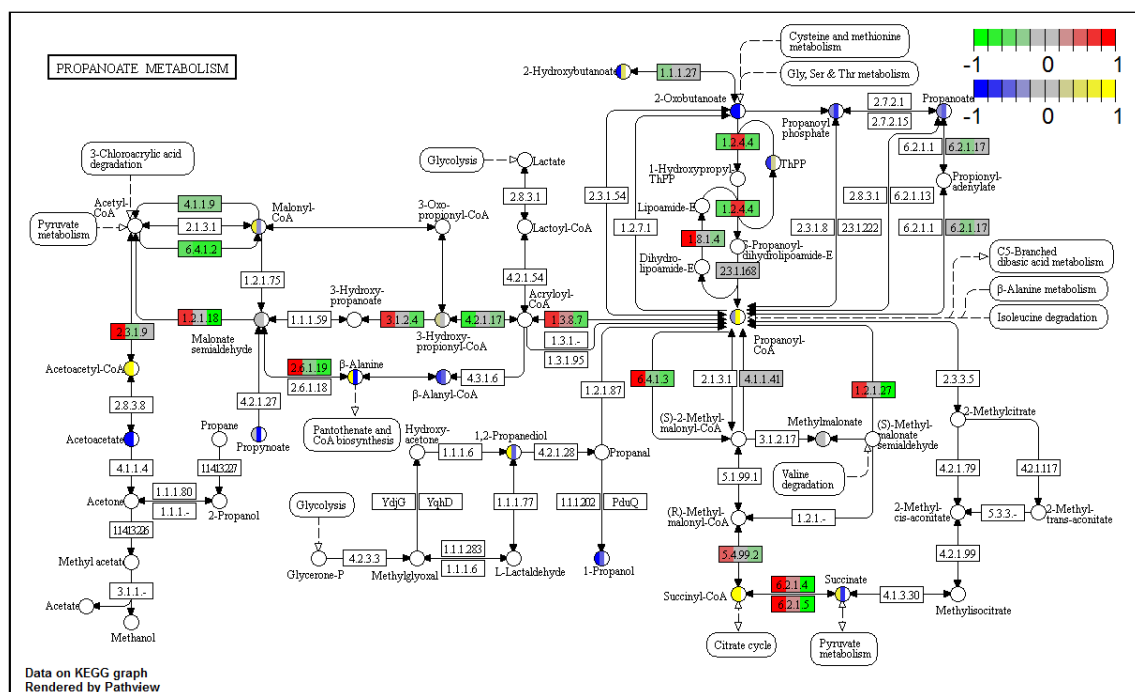 PROPANOATE METABOLISM
Cysteine and methionine
metabolism
Gly, Ser & Thr metabolism
-1 0 1
-1 0 1
2-Hydroxybutanoate
1.1.1.27
2-Oxobutanoate
Propanoyl
phosphate
2.7.2.1
2.7.2.15
Propanoate
3-Chloroacrylic acid
degradation
Glycolysis
Lactate
1.2.4.4
ThPP
6.2.1.1
6.2.1.17
1-Hydroxypropyl-
ThPP
Propionyl-
adenylate
Acetyl-CoA
4.1.1.9
Malonyl-
CoA
3-Oxo-
propionyl-CoA
2.8.3.1
2.3.1.54
Lipoamide-E
1.2.4.4
2.8.3.1
6.2.1.13
Pyruvate
metabolism
2.1.3.1
Lactoyl-CoA
1.2.7.1
1.8.1.4
2.3.1.8
2.3.1.222
6.2.1.1
6.2.1.17
6.4.1.2
-Propanoyl-
dihydrolipoamide-E
C5-Branched
dibasic acid metabolism
Dihydro-
lipoamide-E
2.3.1.168
1.2.1.75
4.2.1.54
β-Alanine metabolism
3-Hydroxy-
propanoate
Acryloyl-
CoA
Isoleucine degradation
2.3.1.9
1.2.1.18
1.1.1.59
3.1.2.4
4.2.1.17
1.3.8.7
Malonate
semialdehyde
3-Hydroxy-
propionyl-CoA
1.3.1.-
1.3.1.95
Propanoyl-
CoA
Acetoacetyl-CoA
2.6.1.19
2.6.1.18
β-Alanine
4.3.1.6
β-Alanyl-CoA
1.2.1.87
6.4.1.3
2.1.3.1
4.1.1.41
1.2.1.27
2.3.3.5
2.8.3.8
4.2.1.27
Pantothenate and
CoA biosynthesis
(S)-2-Methyl-
malonyl-CoA
Methylmalonate
(S)-Methyl-
malonate
semialdehyde
2-Methylcitrate
Acetoacetate
Propane
Propynoate
Hydroxy-
acetone
1,2-Propanediol
Propanal
3.1.2.17
4.1.1.4
1.1.1.6
4.2.1.28
Valine
degradation
4.2.1.79
4.2.1.117
Acetone
1.1.1.80
1.1.1.-
2-Propanol
Glycolysis
YdjG
YqhD
1.1.1.77
1.1.1.202
PduQ
5.1.99.1
(R)-Methyl-
malonyl-CoA
1.2.1.-
2-Methyl-
cis-aconitate
5.3.3.-
2-Methyl-
trans-aconitate
Methyl acetate
4.2.3.3
1.1.1.283
1.1.1.6
5.4.99.2
4.2.1.99
Glycerone-P
Methylglyoxal
L-Lactaldehyde
1-Propanol
3.1.1.-
Acetate
Methanol
Succinyl-CoA
6.2.1.4
6.2.1.5
Succinate
4.1.3.30
Methylisocitrate
Citrate cycle
Pyruvate
metabolism
Data on KEGG graph
Rendered by Pathview